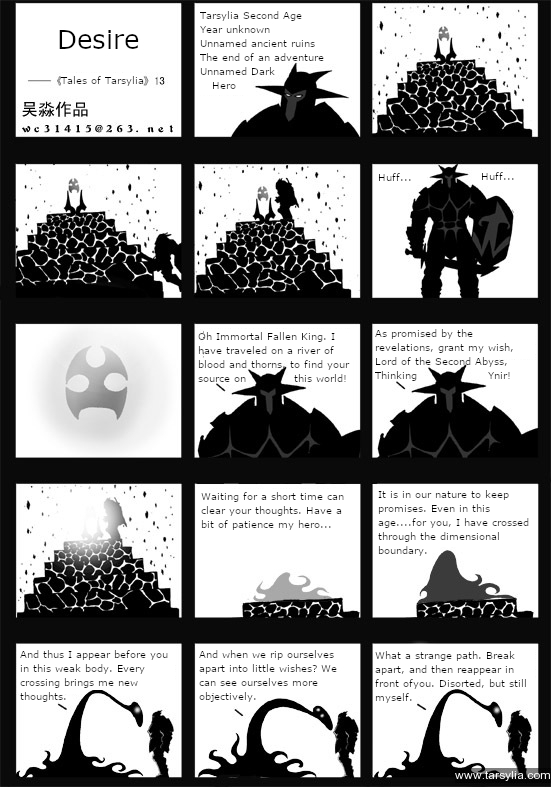 Desire
——《Tales of Tarsylia》13
吴淼作品
wc31415@263. net
Tarsylia Second Age
Year unknown
Unnamed ancient ruins
The end of an adventure
Unnamed Dark
Hero
Huff...
Huff...
Oh Immortal Fallen King. I
have traveled on a river of
blood and thorns, to find your
source on this world!
As promised by the
revelations, grant my wish,
Lord of the Second Abyss,
Thinking Ynir!
Waiting for a short time can
clear your thoughts. Have a
bit of patience my hero...
It is in our nature to keep
promises. Even in this
age....for you, I have crossed
through the dimensional
boundary.
And thus I appear before you
in this weak body. Every
crossing brings me new
thoughts.
And when we rip ourselves
apart into little wishes? We
can see ourselves more
objectively.
What a strange path. Break
apart, and then reappear in
front ofyou. Disorted, but still
myself.
www.tarsylia.com